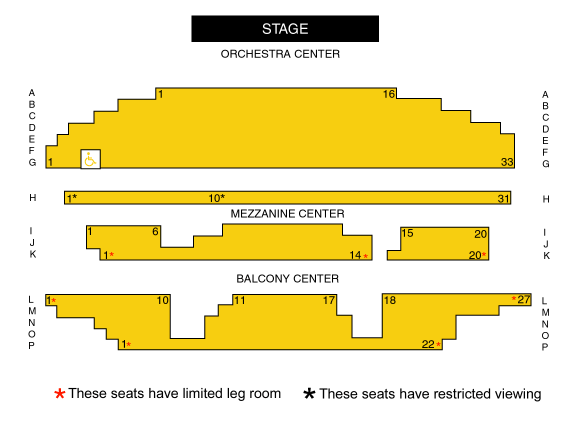 STAGE
ORCHESTRA CENTER
A 1 16 A
B B
C C
D D
E E
F F
G 1 33 G
H 1* 10* 31 H
MEZZANINE CENTER
I 1 6 15 20 I
J J
K 1* 14* 20* K
BALCONY CENTER
L 1* 10 11 17 18 *27 L
M M
N N
O O
P 1* 22* P
* These seats have limited leg room * These seats have restricted viewing